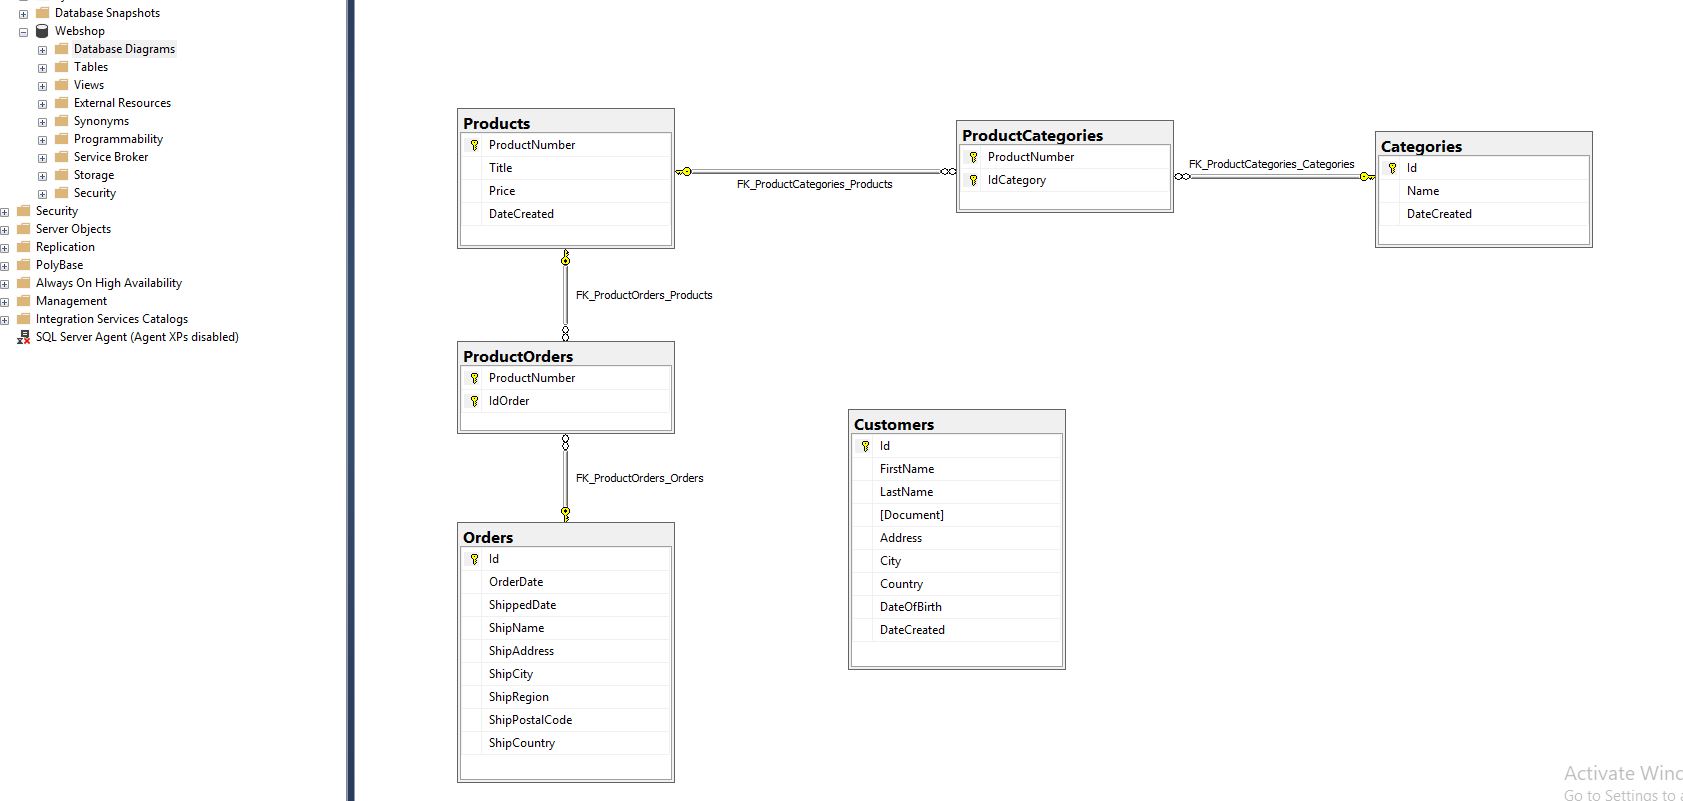 Database Snapshots
Webshop
Database Diagrams
Tables
Views
External Resources
Synonyms
Programmability
Service Broker
Storage
Security
Security
Server Objects
Replication
PolyBase
Always On High Availability
Management
Integration Services Catalogs
SQL Server Agent (Agent XPs disabled)
Products
ProductNumber
Title
Price
DateCreated
FK_ProductCategories_Products
ProductCategories
ProductNumber
IdCategory
FK_ProductCategories_Categories
Categories
Id
Name
DateCreated
FK_ProductOrders_Products
ProductOrders
ProductNumber
IdOrder
FK_ProductOrders_Orders
Orders
Id
OrderDate
ShippedDate
ShipName
ShipAddress
ShipCity
ShipRegion
ShipPostalCode
ShipCountry
Customers
Id
FirstName
LastName
[Document]
Address
City
Country
DateOfBirth
DateCreated
Activate Winc
Go to Settings to a